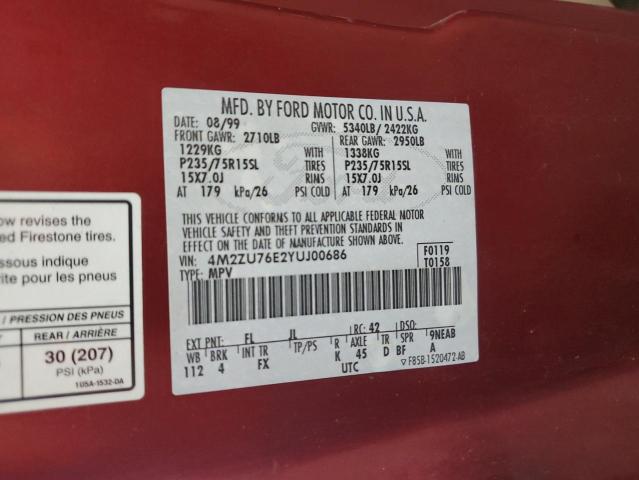 MFD. BY FORD MOTOR CO. IN U.S.A.
DATE: 08/99 GVWR: 5340LB/ 2422KG
FRONT GAWR: 2710LB REAR GAWR: 2950LB
1229KG WITH 1338KG WITH
P235/75R15SL TIRES P235/75R15SL TIRES
15X7.0J RIMS 15X7.0J RIMS
AT 179 kPa/26 PSI COLD AT 179 kPa/26 PSI COLD
THIS VEHICLE CONFORMS TO ALL APPLICABLE FEDERAL MOTOR
VEHICLE SAFETY AND THEFT PREVENTION STANDARDS IN
EFFECT ON THE DATE OF MANUFACTURE SHOWN ABOVE.
VIN: 4M2ZU76E2YUJ00686 F0119
TYPE: MPV T0158
EXT PNT: FL JL RC: 42 DSO:
WB BRK INT TR TP/PS R AXLE TR SPR 9NEAB
112 4 FX K 45 D BF A
UTC ▽F85B-1520472-AB
ow revises the
ed Firestone tires.
ssous indique
rite pour les pneus
/ PRESSION DES PNEUS
REAR / ARRIÈRE
30 (207)
PSI (kPa)
1U5A-1532-DA